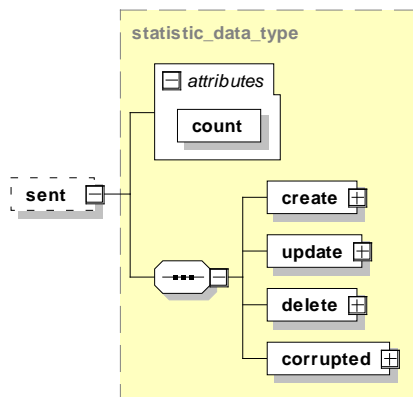 statistic_data_type
attributes
count
sent
create
update
delete
corrupted